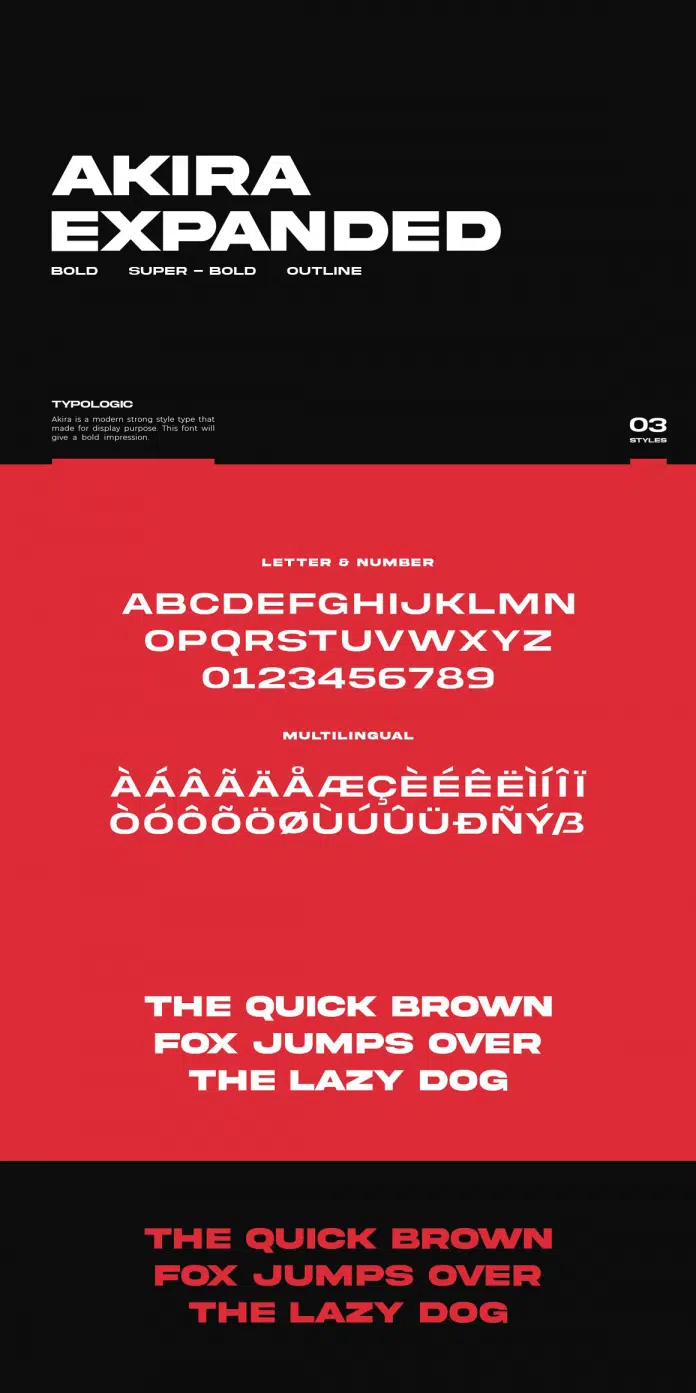 AKIRA
EXPANDED
BOLD SUPER – BOLD OUTLINE
TYPOLOGIC
Akira is a modern strong style type that
made for display purpose. This font will
give a bold impression.
03
STYLES
LETTER & NUMBER
ABCDEFGHIJKLMN
OPQRSTUVWXYZ
0123456789
MULTILINGUAL
ÀÁÂÃÄÅÆÇÈÉÊËÌÍÎÏ
ÒÓÔÕÖØÙÚÛÜÐÑÝß
THE QUICK BROWN
FOX JUMPS OVER
THE LAZY DOG
THE QUICK BROWN
FOX JUMPS OVER
THE LAZY DOG